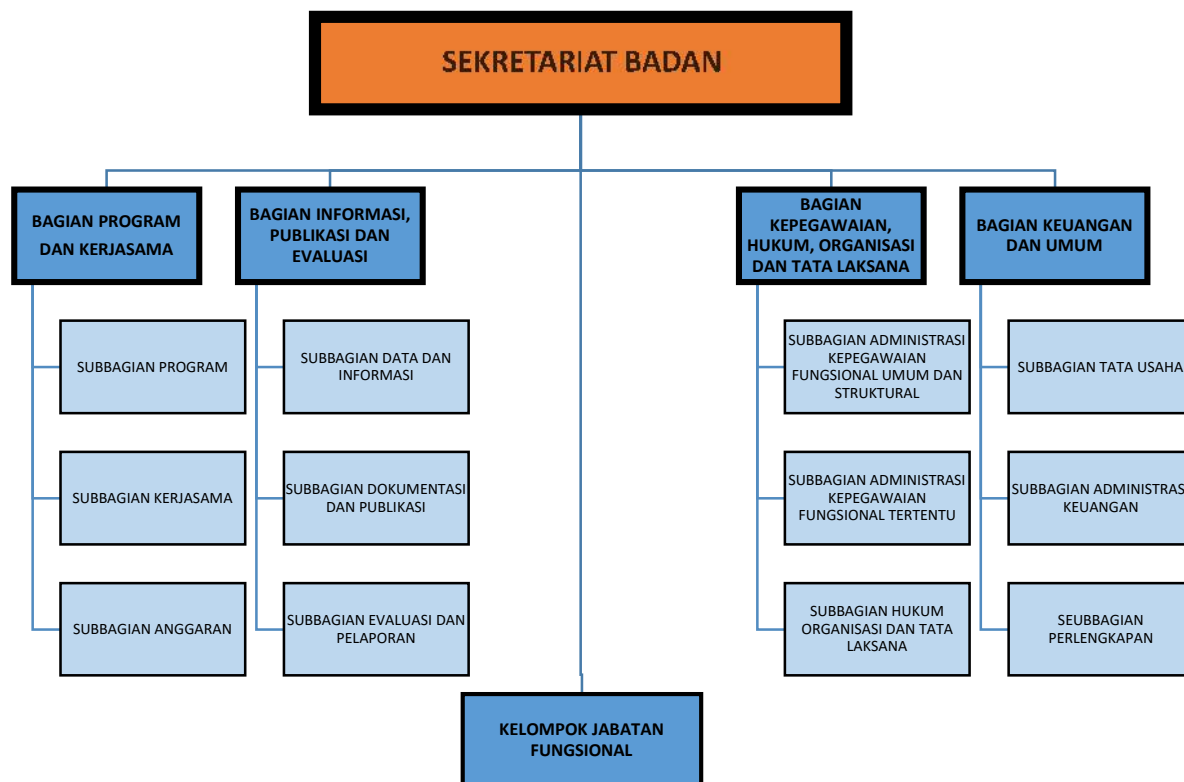 SEKRETARIAT BADAN
BAGIAN PROGRAM
DAN KERJASAMA
BAGIAN INFORMASI,
PUBLIKASI DAN
EVALUASI
BAGIAN
KEPEGAWAIAN,
HUKUM, ORGANISASI
DAN TATA LAKSANA
BAGIAN KEUANGAN
DAN UMUM
SUBBAGIAN PROGRAM
SUBBAGIAN DATA DAN
INFORMASI
SUBBAGIAN ADMINISTRASI
KEPEGAWAIAN
FUNGSIONAL UMUM DAN
STRUKTURAL
SUBBAGIAN TATA USAHA
SUBBAGIAN KERJASAMA
SUBBAGIAN DOKUMENTASI
DAN PUBLIKASI
SUBBAGIAN ADMINISTRASI
KEPEGAWAIAN
FUNGSIONAL TERTENTU
SUBBAGIAN ADMINISTRASI
KEUANGAN
SUBBAGIAN ANGGARAN
SUBBAGIAN EVALUASI DAN
PELAPORAN
SUBBAGIAN HUKUM
ORGANISASI DAN TATA
LAKSANA
SEUBBAGIAN
PERLENGKAPAN
KELOMPOK JABATAN
FUNGSIONAL